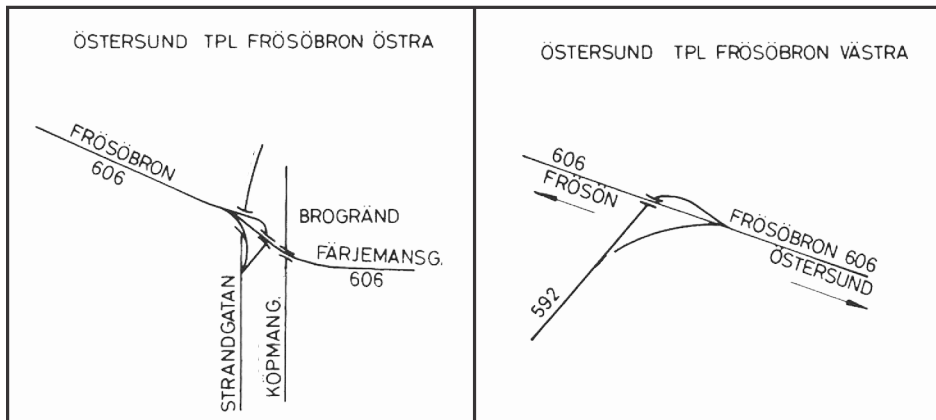 ÖSTERSUND TPL FRÖSÖBRON ÖSTRA
FRÖSÖBRON
606
BROGRÄND
FÄRJEMANSG.
606
STRANDGATAN
KÖPMANG.
ÖSTERSUND TPL FRÖSÖBRON VÄSTRA
606
FRÖSÖN
FRÖSÖBRON 606
ÖSTERSUND
592